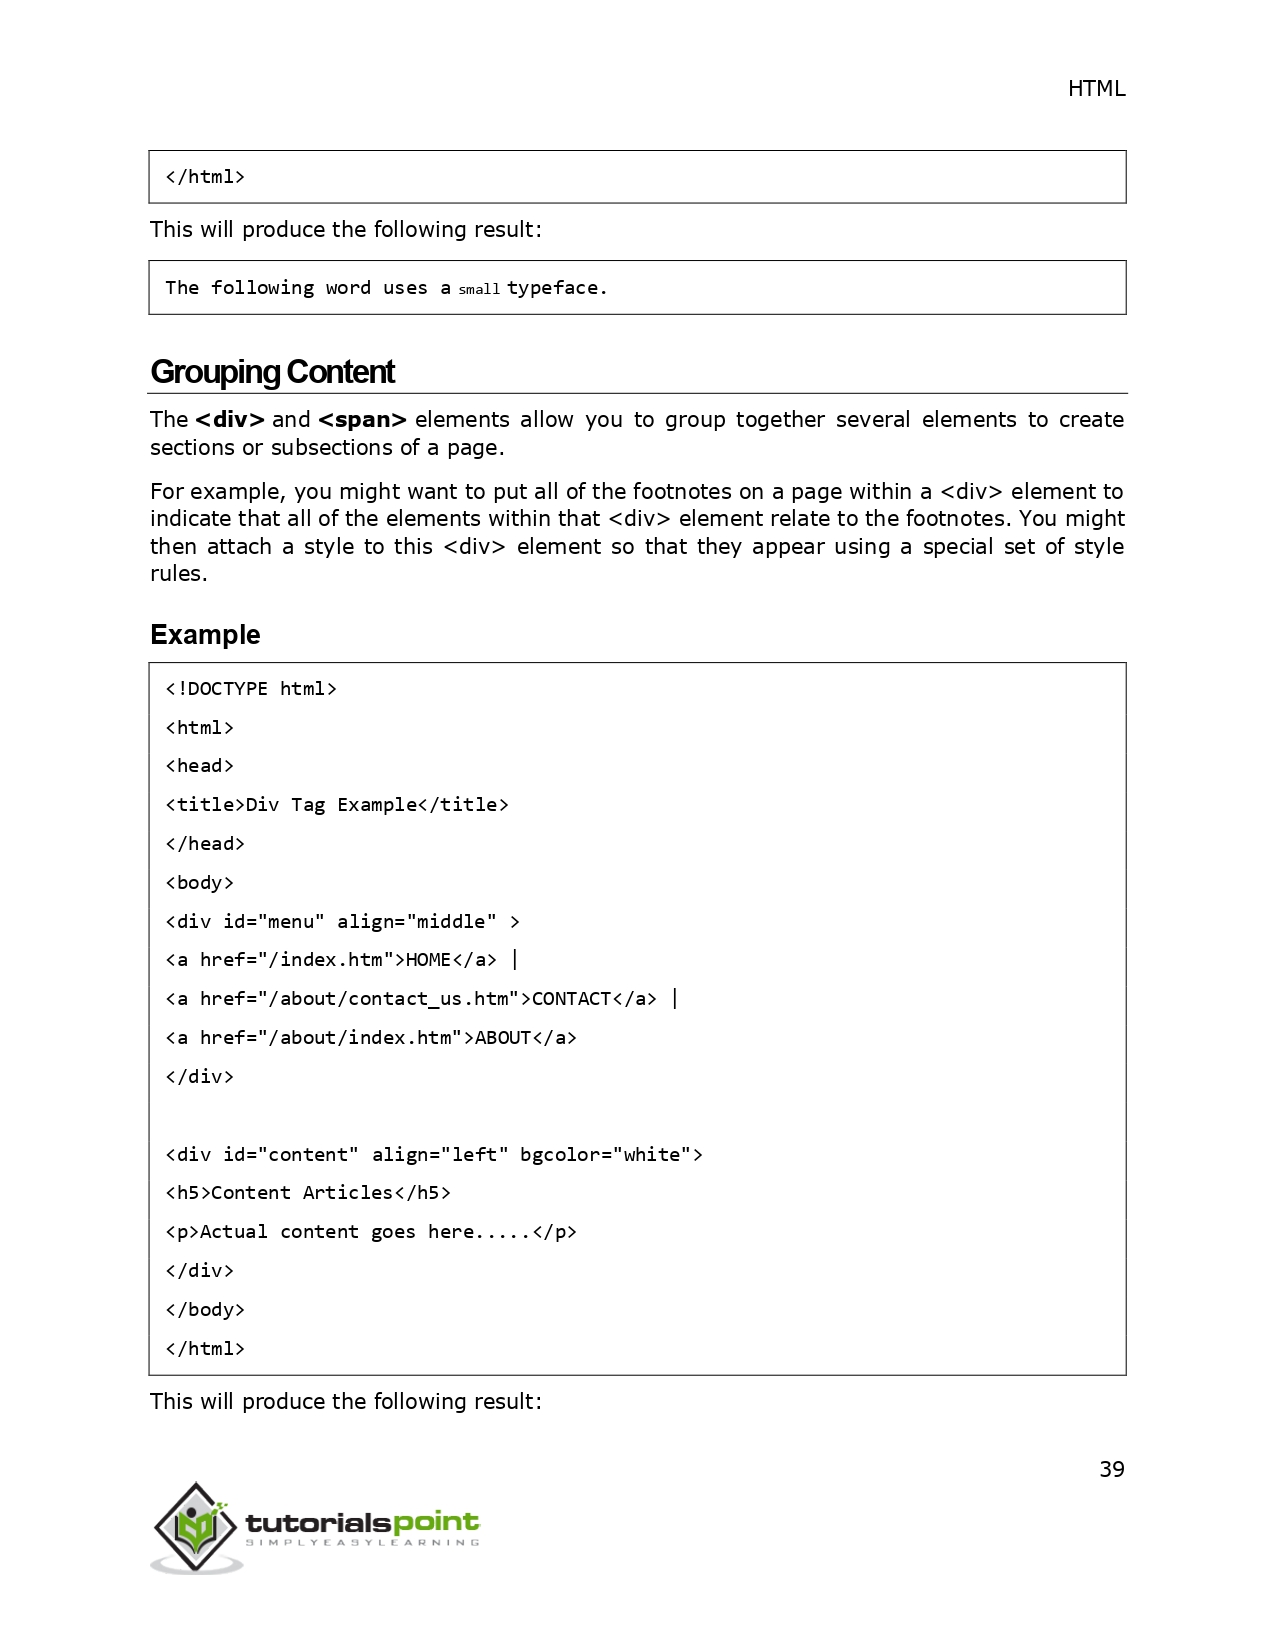 HTML
</html>
This will produce the following result:
The following word uses a small typeface.
Grouping Content
The <div> and <span> elements allow you to group together several elements to create
sections or subsections of a page.
For example, you might want to put all of the footnotes on a page within a <div> element to
indicate that all of the elements within that <div> element relate to the footnotes. You might
then attach a style to this <div> element so that they appear using a special set of style
rules.
Example
<!DOCTYPE html>
<html>
<head>
<title>Div Tag Example</title>
</head>
<body>
<div id="menu" align="middle" >
<a href="/index.htm">HOME</a> |
<a href="/about/contact_us.htm">CONTACT</a> |
<a href="/about/index.htm">ABOUT</a>
</div>
<div id="content" align="left" bgcolor="white">
<h5>Content Articles</h5>
<p>Actual content goes here.....</p>
</div>
</body>
</html>
This will produce the following result:
39
tutorialspoint
SIMPLYEASYLEARNING